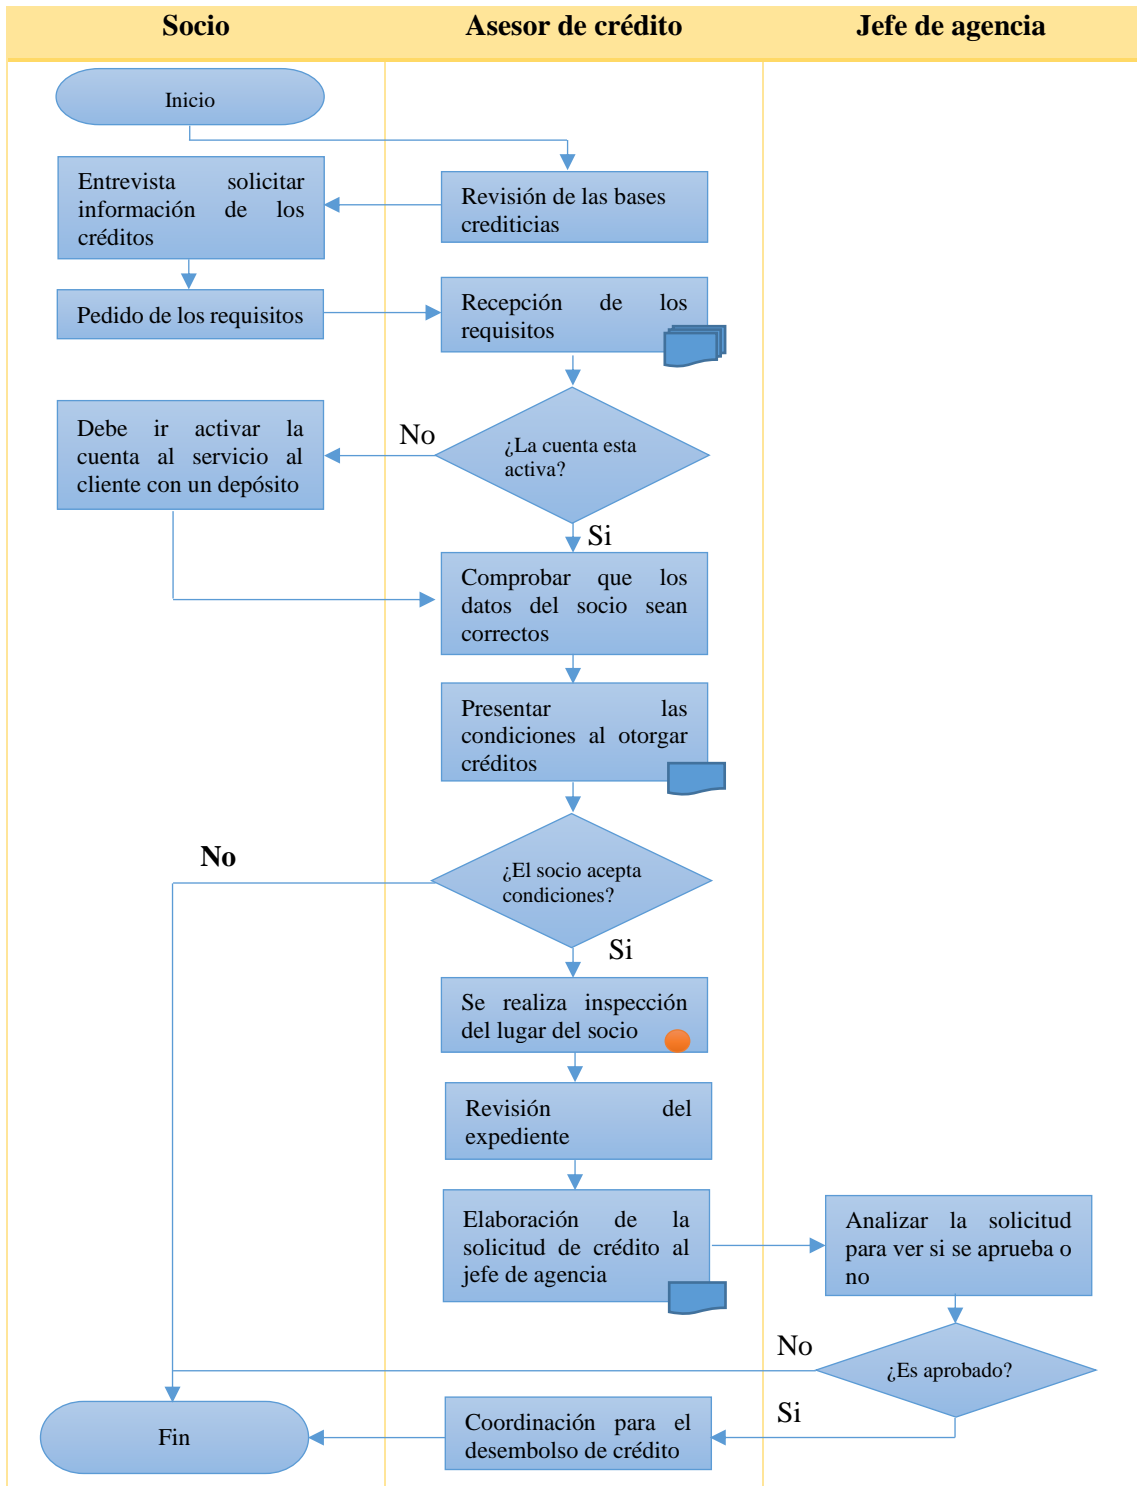 Socio
Asesor de crédito
Jefe de agencia
Inicio
Revisión de las bases
crediticias
Entrevista solicitar
información de los
créditos
Pedido de los requisitos
Recepción de los
requisitos
¿La cuenta esta
activa?
No
Debe ir activar la
cuenta al servicio al
cliente con un depósito
Si
Comprobar que los
datos del socio sean
correctos
Presentar las
condiciones al otorgar
créditos
¿El socio acepta
condiciones?
No
Si
Se realiza inspección
del lugar del socio
Revisión del
expediente
Elaboración de la
solicitud de crédito al
jefe de agencia
Analizar la solicitud
para ver si se aprueba o
no
¿Es aprobado?
No
Si
Coordinación para el
desembolso de crédito
Fin